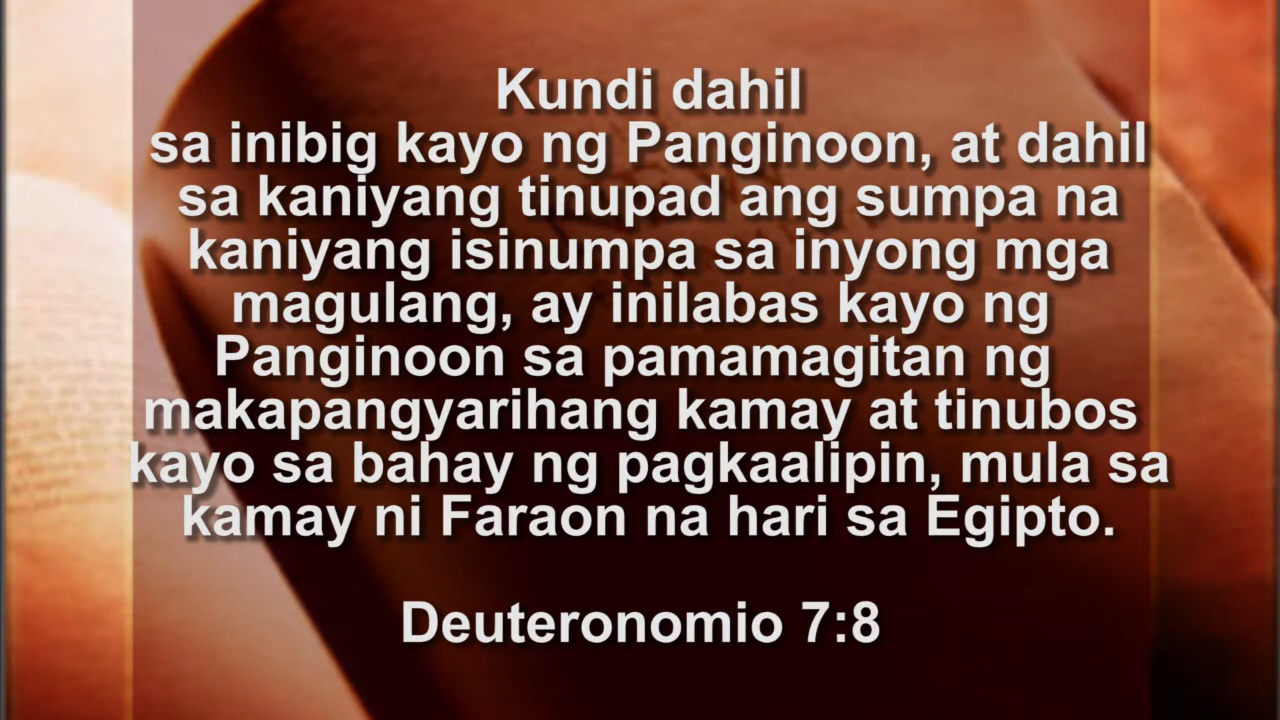 Kundi dahil
sa inibig kayo ng Panginoon, at dahil
sa kaniyang tinupad ang sumpa na
kaniyang isinumpa sa inyong mga
magulang, ay inilabas kayo ng
Panginoon sa pamamagitan ng
makapangyarihang kamay at tinubos
kayo sa bahay ng pagkaalipin, mula sa
kamay ni Faraon na hari sa Egipto.
Deuteronomio 7:8